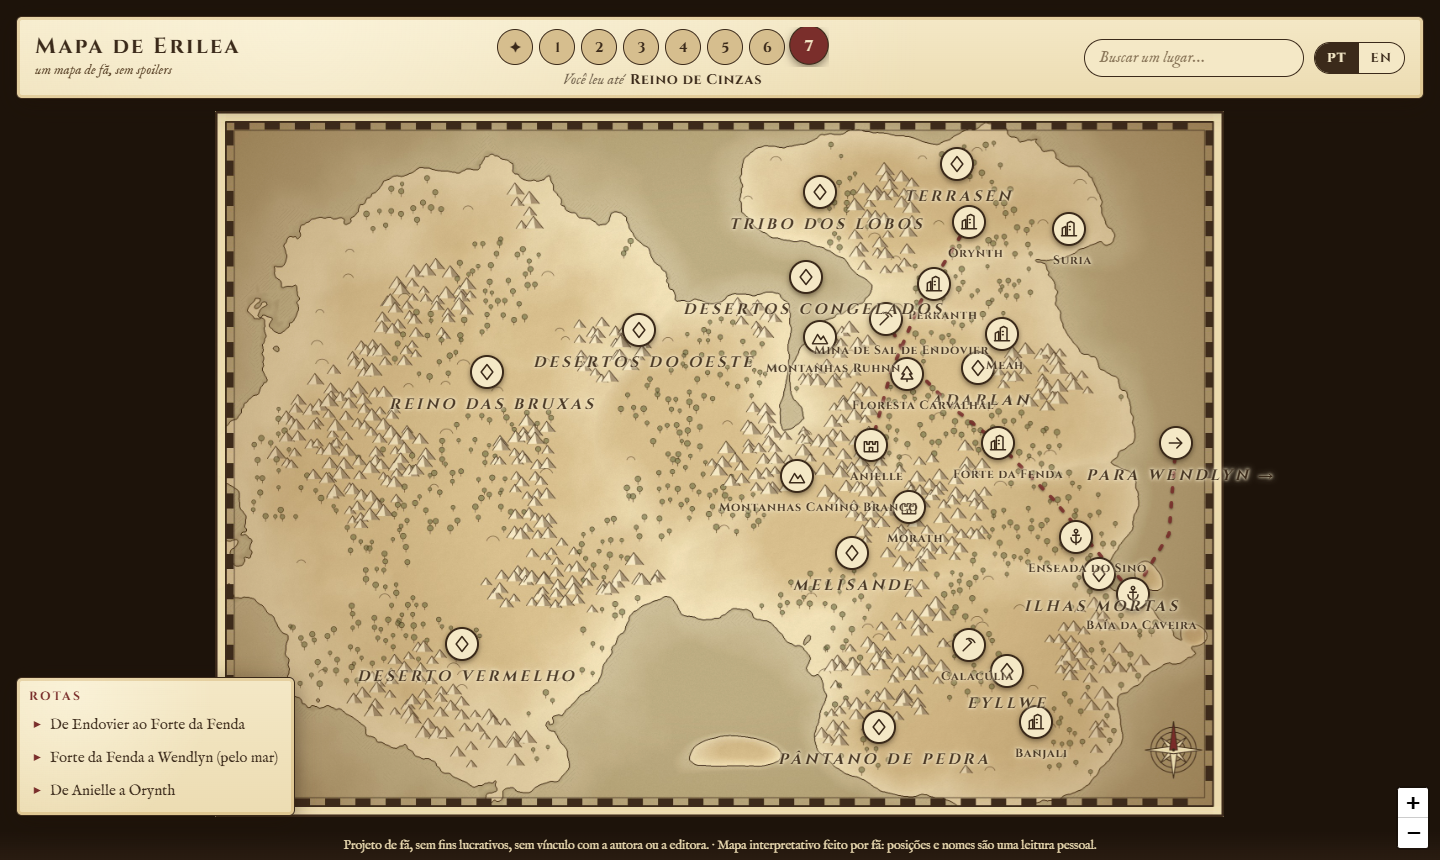 Mapa de Erilea
um mapa de fã, sem spoilers
✦ 1 2 3 4 5 6 7
Você leu até Reino de Cinzas
Buscar um lugar...
PT EN
Terrasen
Tribo dos Lobos
Orynth
Suria
Desertos Congelados
Perranth
Mina de Sal de Endovier
Desertos do Oeste
Montanhas Ruhnn
Meah
Reino das Bruxas
Floresta Carvalhal
Adarlan
Anielle
Forte da Fenda
Para Wendlyn →
Montanhas Canino Branco
Morath
Enseada do Sino
Melisande
Ilhas Mortas
Baía da Caveira
Deserto Vermelho
Calaculla
Eyllwe
Banjali
Pântano de Pedra
Rotas
► De Endovier ao Forte da Fenda
► Forte da Fenda a Wendlyn (pelo mar)
► De Anielle a Orynth
+
−
Projeto de fã, sem fins lucrativos, sem vínculo com a autora ou a editora. · Mapa interpretativo feito por fã: posições e nomes são uma leitura pessoal.